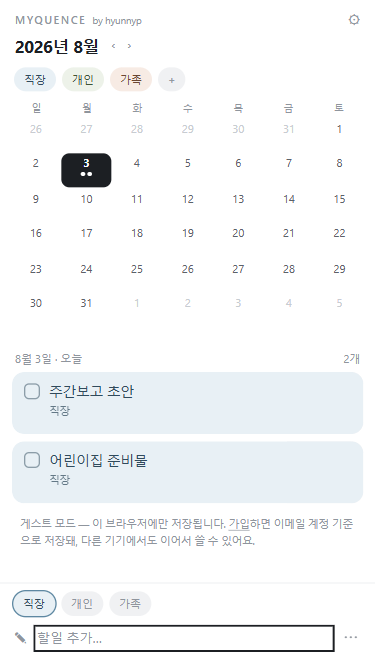 MYQUENCE by hyunnyp
2026년 8월 ‹ ›
직장 개인 가족 +
일 월 화 수 목 금 토
26 27 28 29 30 31 1
2 3 4 5 6 7 8
9 10 11 12 13 14 15
16 17 18 19 20 21 22
23 24 25 26 27 28 29
30 31 1 2 3 4 5
8월 3일 · 오늘 2개
주간보고 초안
직장
어린이집 준비물
직장
게스트 모드 — 이 브라우저에만 저장됩니다. 가입하면 이메일 계정 기준
으로 저장돼, 다른 기기에서도 이어서 쓸 수 있어요.
직장 개인 가족
할일 추가... ···